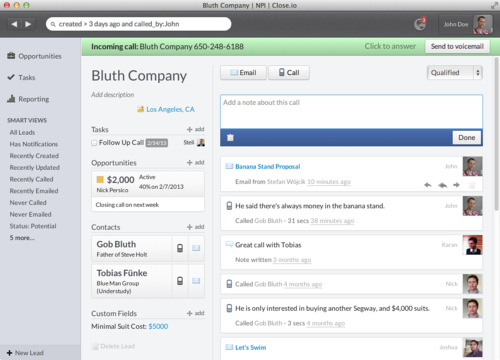 Bluth Company | NPI | Close.io
created > 3 days ago and called_by:John
John Doe
Incoming call: Bluth Company 650-248-6188
Click to answer
Send to voicemail
Opportunities
Tasks
Reporting
SMART VIEWS
All Leads
Has Notifications
Recently Created
Recently Updated
Recently Called
Recently Emailed
Never Called
Never Emailed
Status: Potential
5 more...
+ New Lead
Bluth Company
Add description
Los Angeles, CA
Tasks
+ add
Follow Up Call 2/14/13
Stell
Opportunities
+ add
$2,000
Nick Persico
Active
40% on 2/7/2013
Closing call on next week
Contacts
+ add
Gob Bluth
Father of Steve Holt
Tobias Fünke
Blue Man Group
(Understudy)
Custom Fields
+ add
Minimal Suit Cost: $5000
Delete Lead
Email
Call
Qualified
Add a note about this call
Done
Banana Stand Proposal
John
Email from Stefan Wójcik 10 minutes ago
He said there's always money in the banana stand.
John
Called Gob Bluth - 31 secs 38 minutes ago
Great call with Tobias
Karan
Note written 3 months ago
Called Gob Bluth 4 months ago
Nick
He is only interested in buying another Segway, and $4,000 suits.
Nick
Called Gob Bluth - 3 secs 4 months ago
Let's Swim
Joshua